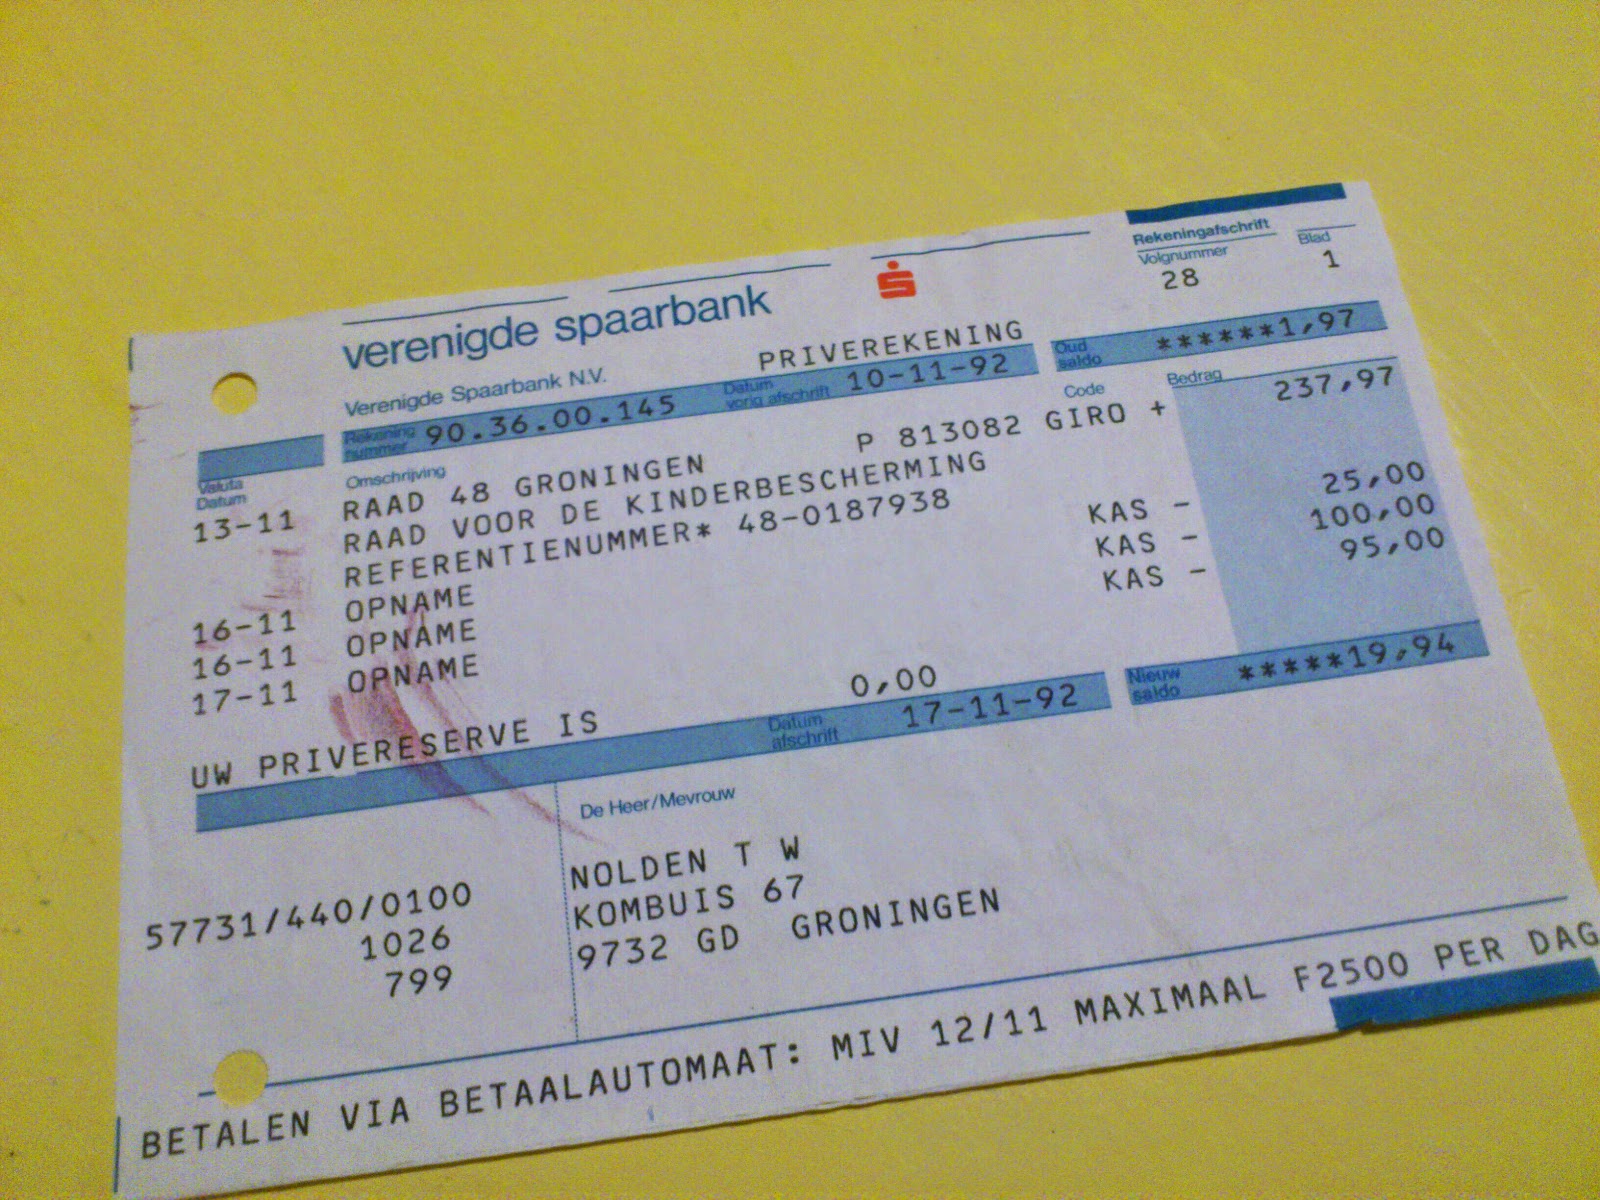 Rekeningafschrift
Volgnummer Blad
28 1
verenigde spaarbank
Verenigde Spaarbank N.V. PRIVEREKENING
Rekening nummer 90.36.00.145 Datum vorig afschrift 10-11-92 Oud saldo ******1,97
Valuta Datum Omschrijving Code Bedrag
13-11 RAAD 48 GRONINGEN P 813082 GIRO + 237,97
RAAD VOOR DE KINDERBESCHERMING
REFERENTIENUMMER* 48-0187938
16-11 OPNAME KAS - 25,00
16-11 OPNAME KAS - 100,00
17-11 OPNAME KAS - 95,00
UW PRIVERESERVE IS 0,00
Datum afschrift 17-11-92 Nieuw saldo *****19,94
De Heer/Mevrouw
57731/440/0100 NOLDEN T W
1026 KOMBUIS 67
799 9732 GD GRONINGEN
BETALEN VIA BETAALAUTOMAAT: MIV 12/11 MAXIMAAL F2500 PER DAG